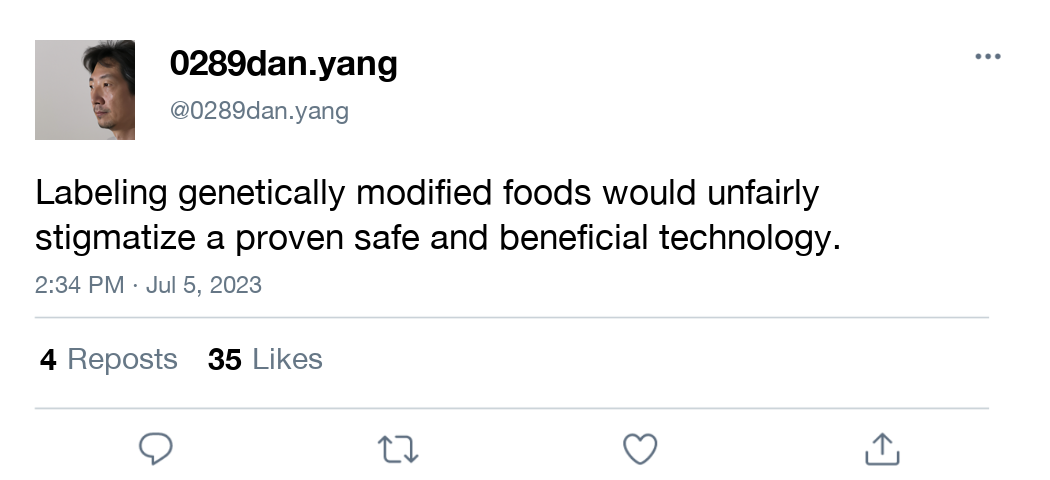 0289dan.yang
@0289dan.yang
Labeling genetically modified foods would unfairly
stigmatize a proven safe and beneficial technology.
2:34 PM · Jul 5, 2023
4 Reposts 35 Likes